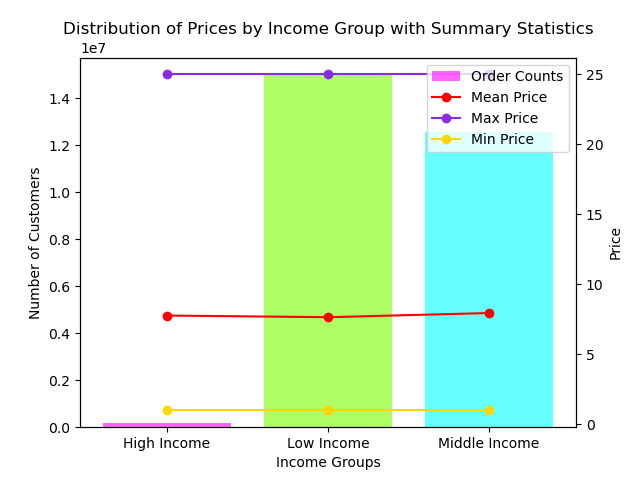 Distribution of Prices by Income Group with Summary Statistics
1e7
Order Counts
Mean Price
Max Price
Min Price
1.4
1.2
1.0
0.8
0.6
0.4
0.2
0.0
Number of Customers
25
20
15
10
5
0
Price
High Income Low Income Middle Income
Income Groups